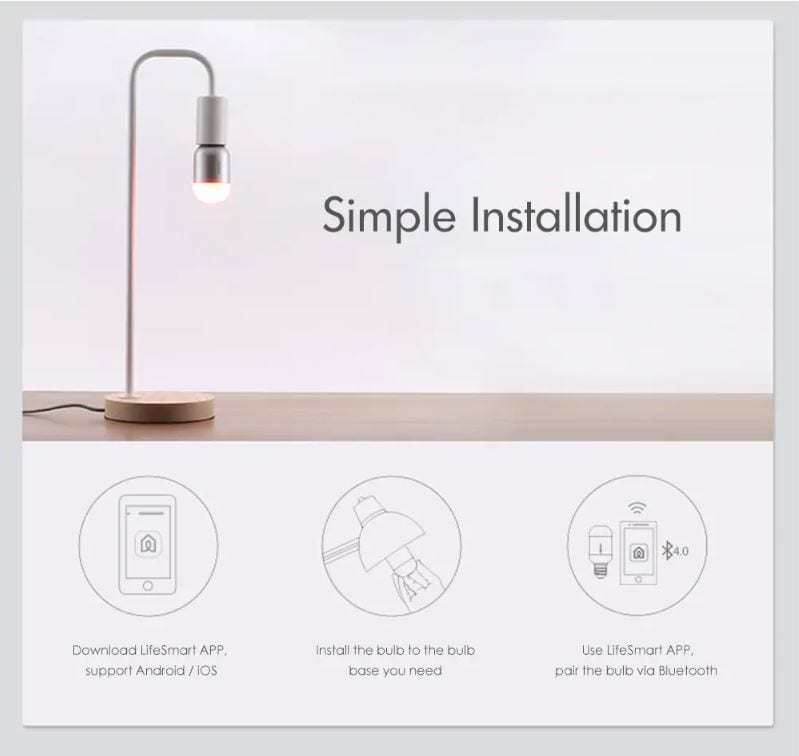 Simple Installation
4.0
Download LifeSmart APP,
support Android / iOS
Install the bulb to the bulb
base you need
Use LifeSmart APP,
pair the bulb via Bluetooth